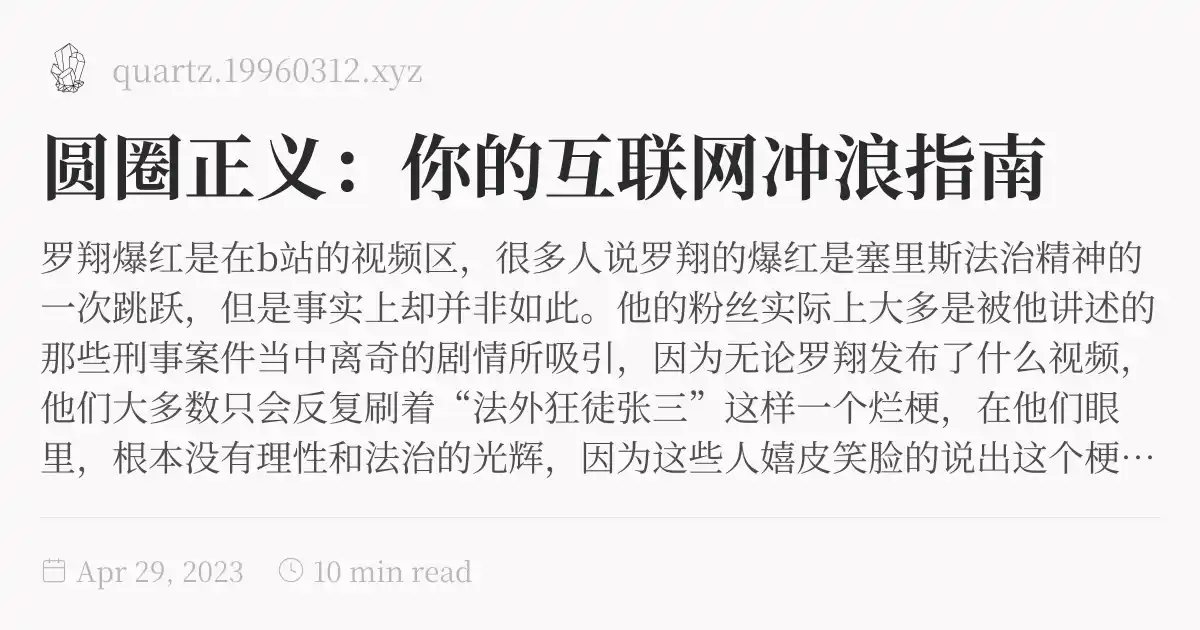 quartz.19960312.xyz
圆圈正义：你的互联网冲浪指南
罗翔爆红是在b站的视频区，很多人说罗翔的爆红是塞里斯法治精神的
一次跳跃，但是事实上却并非如此。他的粉丝实际上大多是被他讲述的
那些刑事案件当中离奇的剧情所吸引，因为无论罗翔发布了什么视频，
他们大多数只会反复刷着“法外狂徒张三”这样一个烂梗，在他们眼
里，根本没有理性和法治的光辉，因为这些人嬉皮笑脸的说出这个梗…
Apr 29, 2023 10 min read